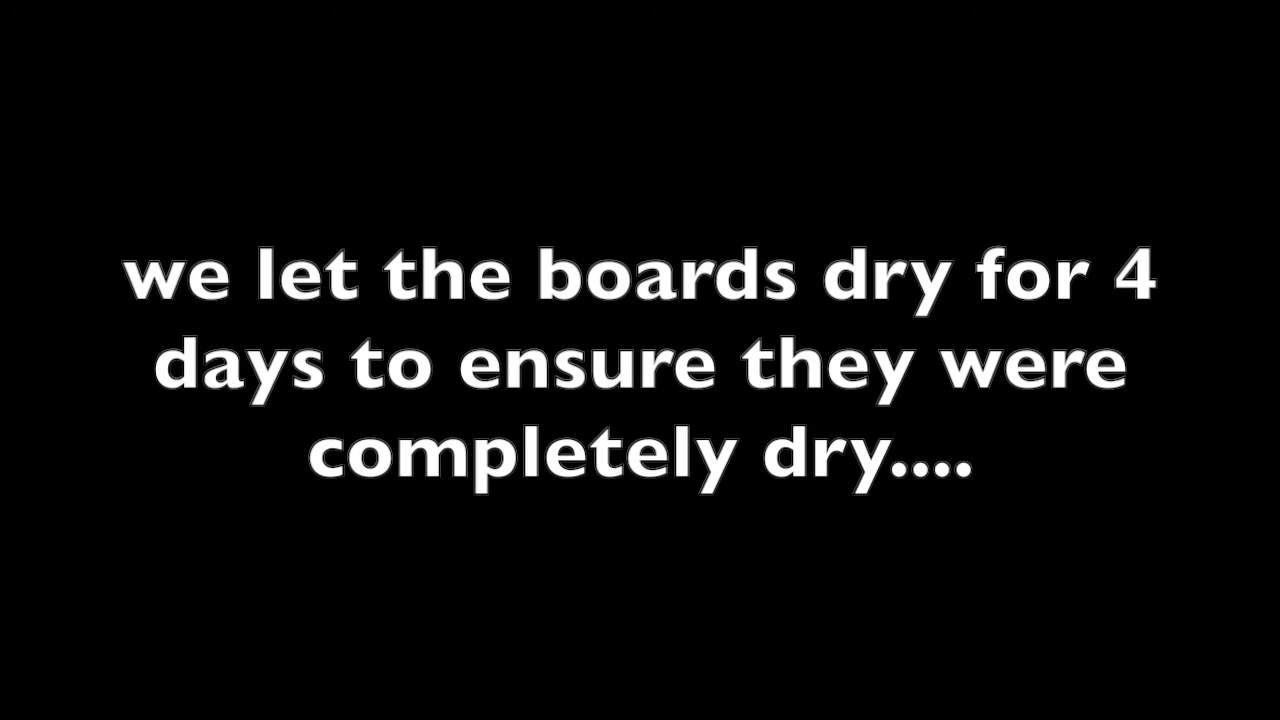 we let the boards dry for 4
days to ensure they were
completely dry....